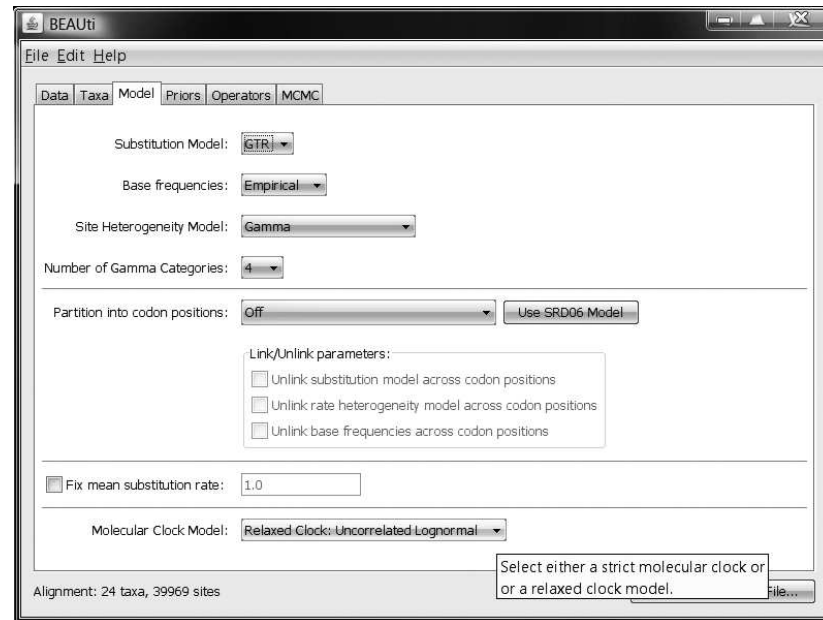 BEAUti
File Edit Help
Data Taxa Model Priors Operators MCMC
Substitution Model: GTR
Base frequencies: Empirical
Site Heterogeneity Model: Gamma
Number of Gamma Categories: 4
Partition into codon positions: Off Use SRD06 Model
Link/Unlink parameters:
Unlink substitution model across codon positions
Unlink rate heterogeneity model across codon positions
Unlink base frequencies across codon positions
Fix mean substitution rate: 1.0
Molecular Clock Model: Relaxed Clock: Uncorrelated Lognormal
Select either a strict molecular clock or
or a relaxed clock model.
Alignment: 24 taxa, 39969 sites File...